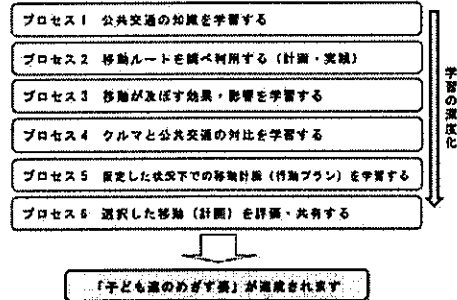 プロセス1 公共交通の知識を学習する
プロセス2 移動ルートを調べ利用する（計画・実践）
プロセス3 移動が及ぼす効果・影響を学習する
プロセス4 クルマと公共交通の対比を学習する
プロセス5 仮定した状況下での移動計画（行動プラン）を学習する
プロセス6 選択した移動（計画）を評価・共有する
学習の深度化
「子ども達のめざす姿」が達成されます